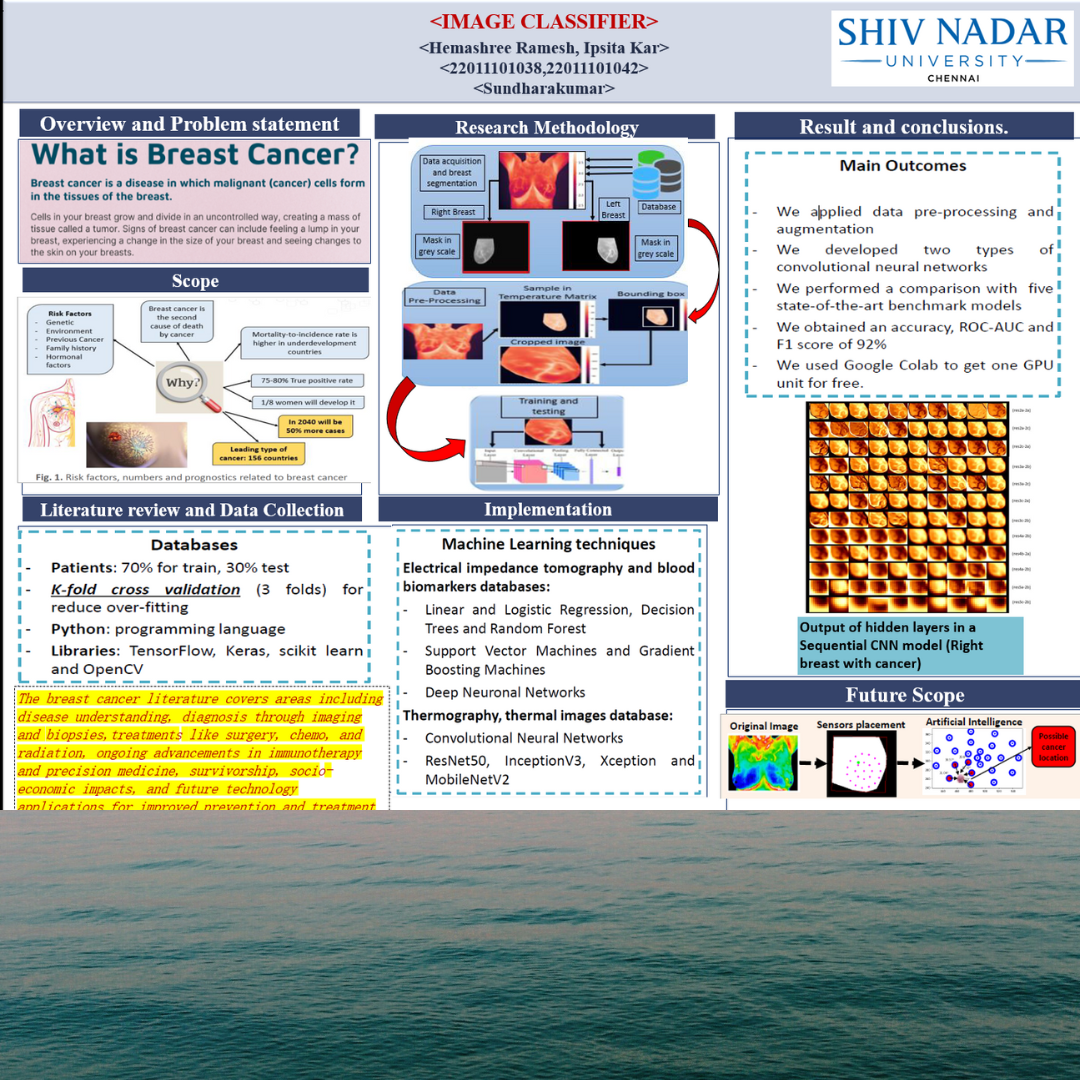 <IMAGE CLASSIFIER>
<Hemashree Ramesh, Ipsita Kar>
<22011101038,22011101042>
<Sundharakumar>
SHIV NADAR
UNIVERSITY
CHENNAI
Overview and Problem statement
What is Breast Cancer?
Breast cancer is a disease in which malignant (cancer) cells form
in the tissues of the breast.
Cells in your breast grow and divide in an uncontrolled way, creating a mass of
tissue called a tumor. Signs of breast cancer can include feeling a lump in your
breast, experiencing a change in the size of your breast and seeing changes to
the skin on your breasts.
Scope
Risk Factors
- Genetic
- Environment
- Previous Cancer
- Family history
- Hormonal
factors
Breast cancer is
the second
cause of death
by cancer
Mortality-to-incidence rate is
higher in underdevelopment
countries
Why?
75-80% True positive rate
1/8 women will develop it
In 2040 will be
50% more cases
Leading type of
cancer: 156 countries
Fig. 1. Risk factors, numbers and prognostics related to breast cancer
Literature review and Data Collection
Databases
- Patients: 70% for train, 30% test
- K-fold cross validation (3 folds) for
reduce over-fitting
- Python: programming language
- Libraries: TensorFlow, Keras, scikit learn
and OpenCV
The breast cancer literature covers areas including
disease understanding, diagnosis through imaging
and biopsies, treatments like surgery, chemo, and
radiation, ongoing advancements in immunotherapy
and precision medicine, survivorship, socio-
economic impacts, and future technology
applications for improved prevention and treatment
Research Methodology
Data acquisition
and breast
segmentation
Database
Right Breast
Left
Breast
Mask in
grey scale
Mask in
grey scale
Data
Pre-Processing
Sample in
Temperature Matrix
Bounding box
Cropped image
Training and
testing
Implementation
Machine Learning techniques
Electrical impedance tomography and blood
biomarkers databases:
- Linear and Logistic Regression, Decision
Trees and Random Forest
- Support Vector Machines and Gradient
Boosting Machines
- Deep Neuronal Networks
Thermography, thermal images database:
- Convolutional Neural Networks
- ResNet50, InceptionV3, Xception and
MobileNetV2
Result and conclusions.
Main Outcomes
- We applied data pre-processing and
augmentation
- We developed two types of
convolutional neural networks
- We performed a comparison with five
state-of-the-art benchmark models
- We obtained an accuracy, ROC-AUC and
F1 score of 92%
- We used Google Colab to get one GPU
unit for free.
Output of hidden layers in a
Sequential CNN model (Right
breast with cancer)
Future Scope
Original Image
Sensors placement
Artificial Intelligence
Possible
cancer
location